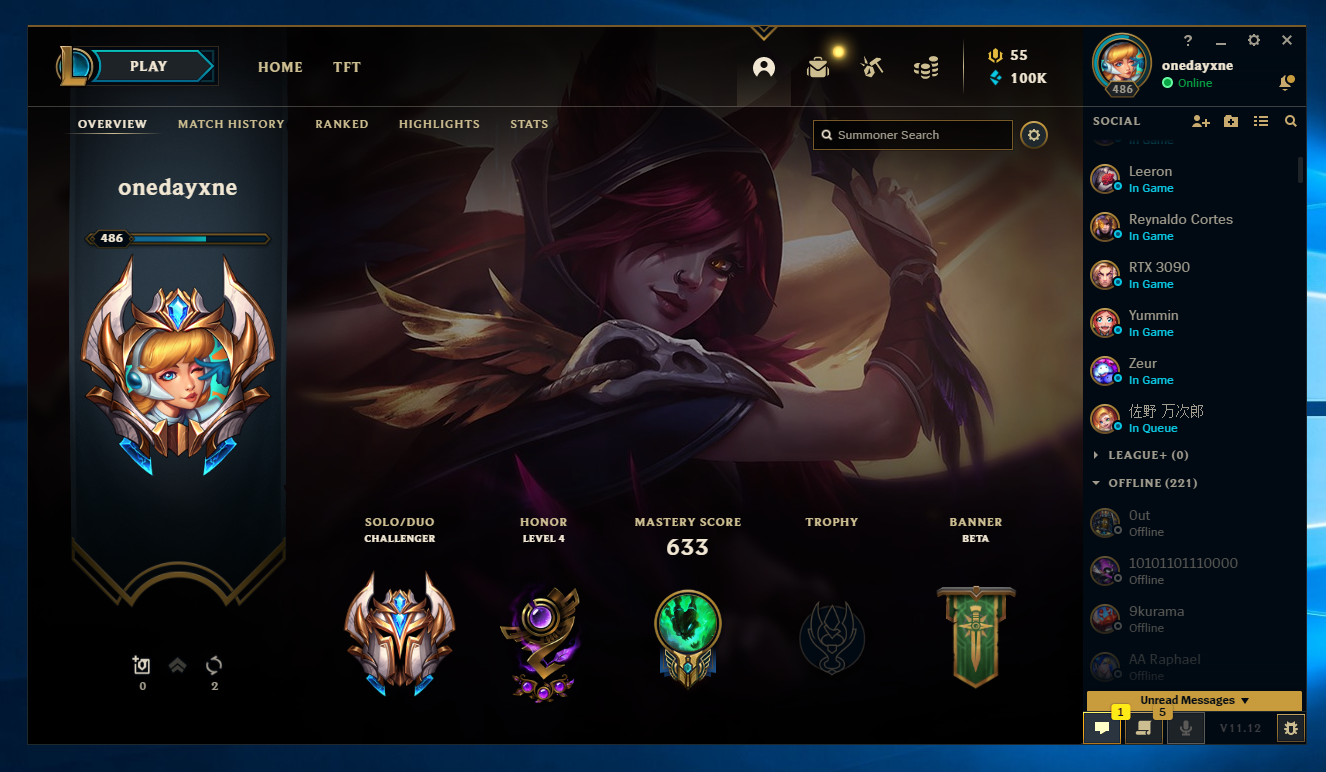 PLAY
HOME
TFT
55
100K
?
onedayxne
Online
486
OVERVIEW
MATCH HISTORY
RANKED
HIGHLIGHTS
STATS
Summoner Search
SOCIAL
In Game
onedayxne
486
Leeron
In Game
Reynaldo Cortes
In Game
RTX 3090
In Game
Yummin
In Game
Zeur
In Game
佐野 万次郎
In Queue
LEAGUE+ (0)
OFFLINE (221)
0ut
Offline
10101101110000
Offline
9kurama
Offline
AA Raphael
Offline
SOLO/DUO
CHALLENGER
HONOR
LEVEL 4
MASTERY SCORE
633
TROPHY
BANNER
BETA
0
2
Unread Messages
1
5
V11.12